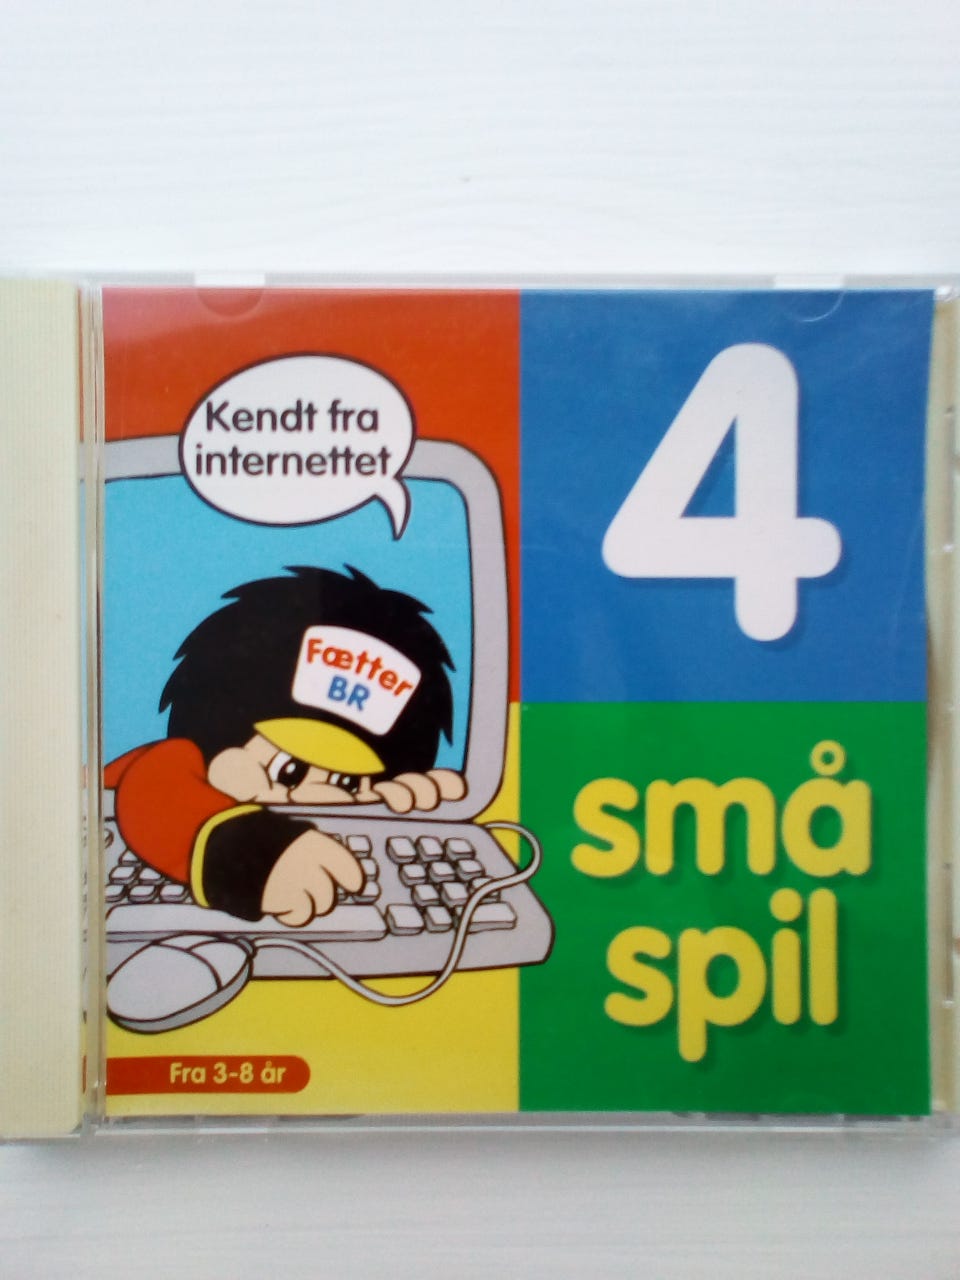 Kendt fra
internettet
Fætter
BR
4
små
spil
Fra 3-8 år